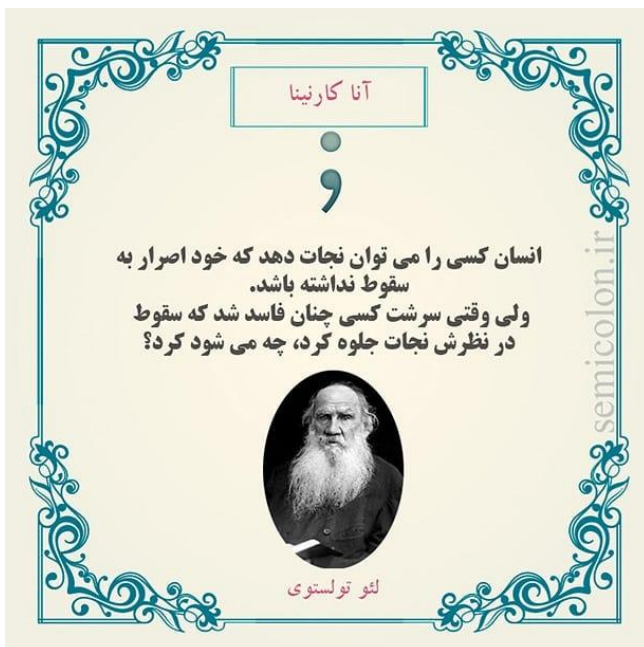 آنا کارنینا
؛
انسان کسی را می توان نجات دهد که خود اصرار به
سقوط نداشته باشد.
ولی وقتی سرشت کسی چنان فاسد شد که سقوط
در نظرش نجات جلوه کرد، چه می شود کرد؟
لئو تولستوی
semicolon.ir